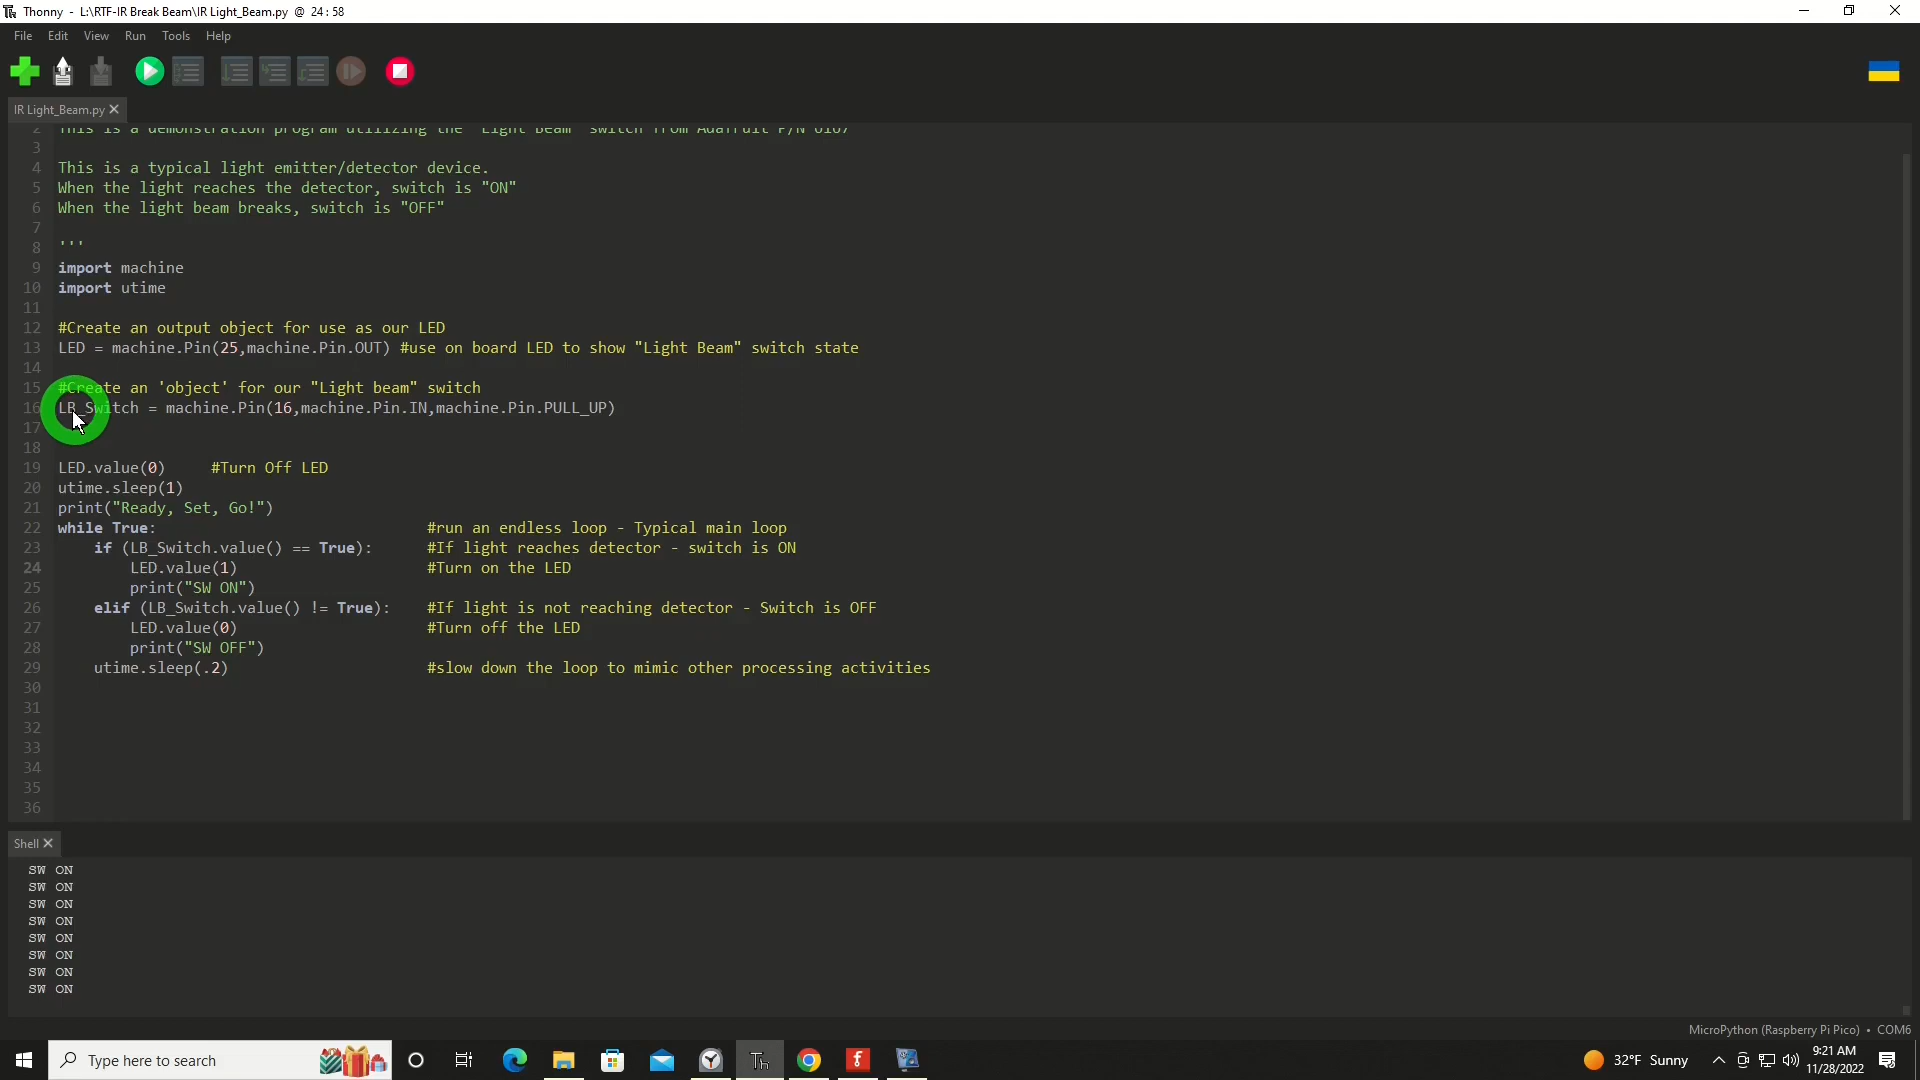 Thonny - L:\RTF-IR Break Beam\IR Light_Beam.py @ 24:58
File Edit View Run Tools Help
IR Light_Beam.py
2 This is a demonstration program utilizing the "Light Beam" switch from Adafruit P/N
3
4 This is a typical light emitter/detector device.
5 When the light reaches the detector, switch is "ON"
6 When the light beam breaks, switch is "OFF"
7
8 '''
9 import machine
10 import utime
11
12 #Create an output object for use as our LED
13 LED = machine.Pin(25,machine.Pin.OUT) #use on board LED to show "Light Beam" switch state
14
15 #Create an 'object' for our "Light beam" switch
16 LB_Switch = machine.Pin(16,machine.Pin.IN,machine.Pin.PULL_UP)
17
18
19 LED.value(0) #Turn Off LED
20 utime.sleep(1)
21 print("Ready, Set, Go!")
22 while True: #run an endless loop - Typical main loop
23 if (LB_Switch.value() == True): #If light reaches detector - switch is ON
24 LED.value(1) #Turn on the LED
25 print("SW ON")
26 elif (LB_Switch.value() != True): #If light is not reaching detector - Switch is OFF
27 LED.value(0) #Turn off the LED
28 print("SW OFF")
29 utime.sleep(.2) #slow down the loop to mimic other processing activities
30
31
32
33
34
35
36
Shell
SW ON
SW ON
SW ON
SW ON
SW ON
SW ON
SW ON
SW ON
MicroPython (Raspberry Pi Pico) • COM6
Type here to search
Th
32°F Sunny
9:21 AM
11/28/2022